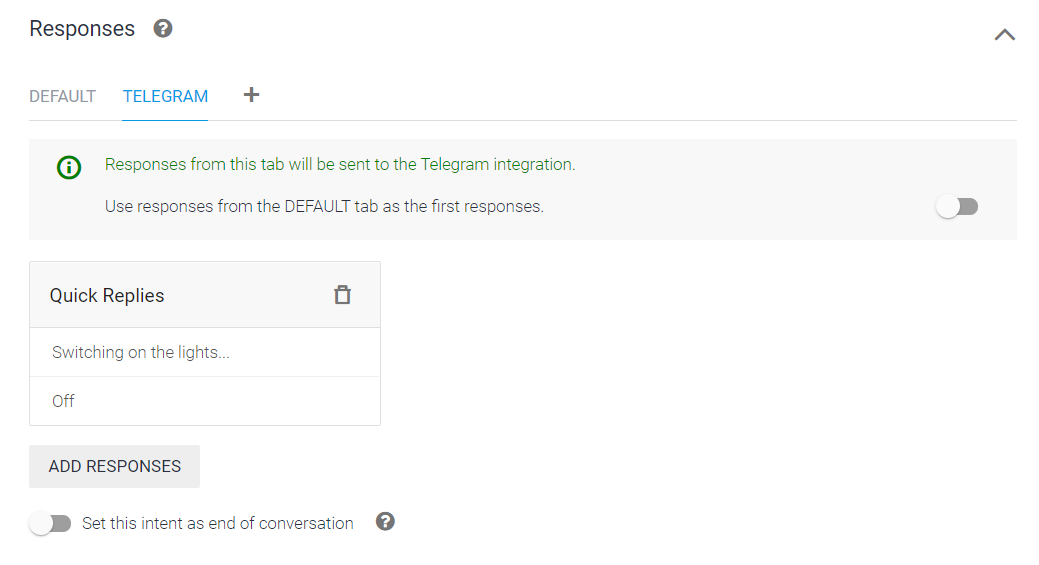 Responses
DEFAULT TELEGRAM +
Responses from this tab will be sent to the Telegram integration.
Use responses from the DEFAULT tab as the first responses.
Quick Replies
Switching on the lights...
Off
ADD RESPONSES
Set this intent as end of conversation